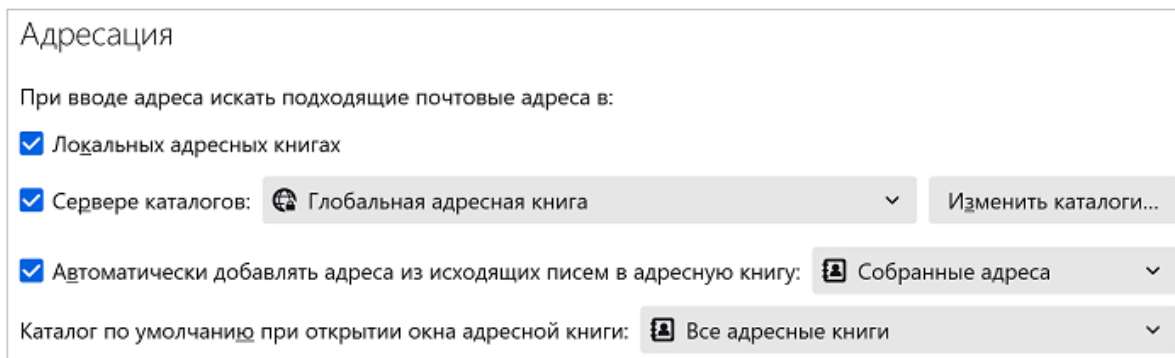 Адресация
При вводе адреса искать подходящие почтовые адреса в:
Локальных адресных книгах
Сервере каталогов: Глобальная адресная книга Изменить каталоги...
Автоматически добавлять адреса из исходящих писем в адресную книгу: Собранные адреса
Каталог по умолчанию при открытии окна адресной книги: Все адресные книги